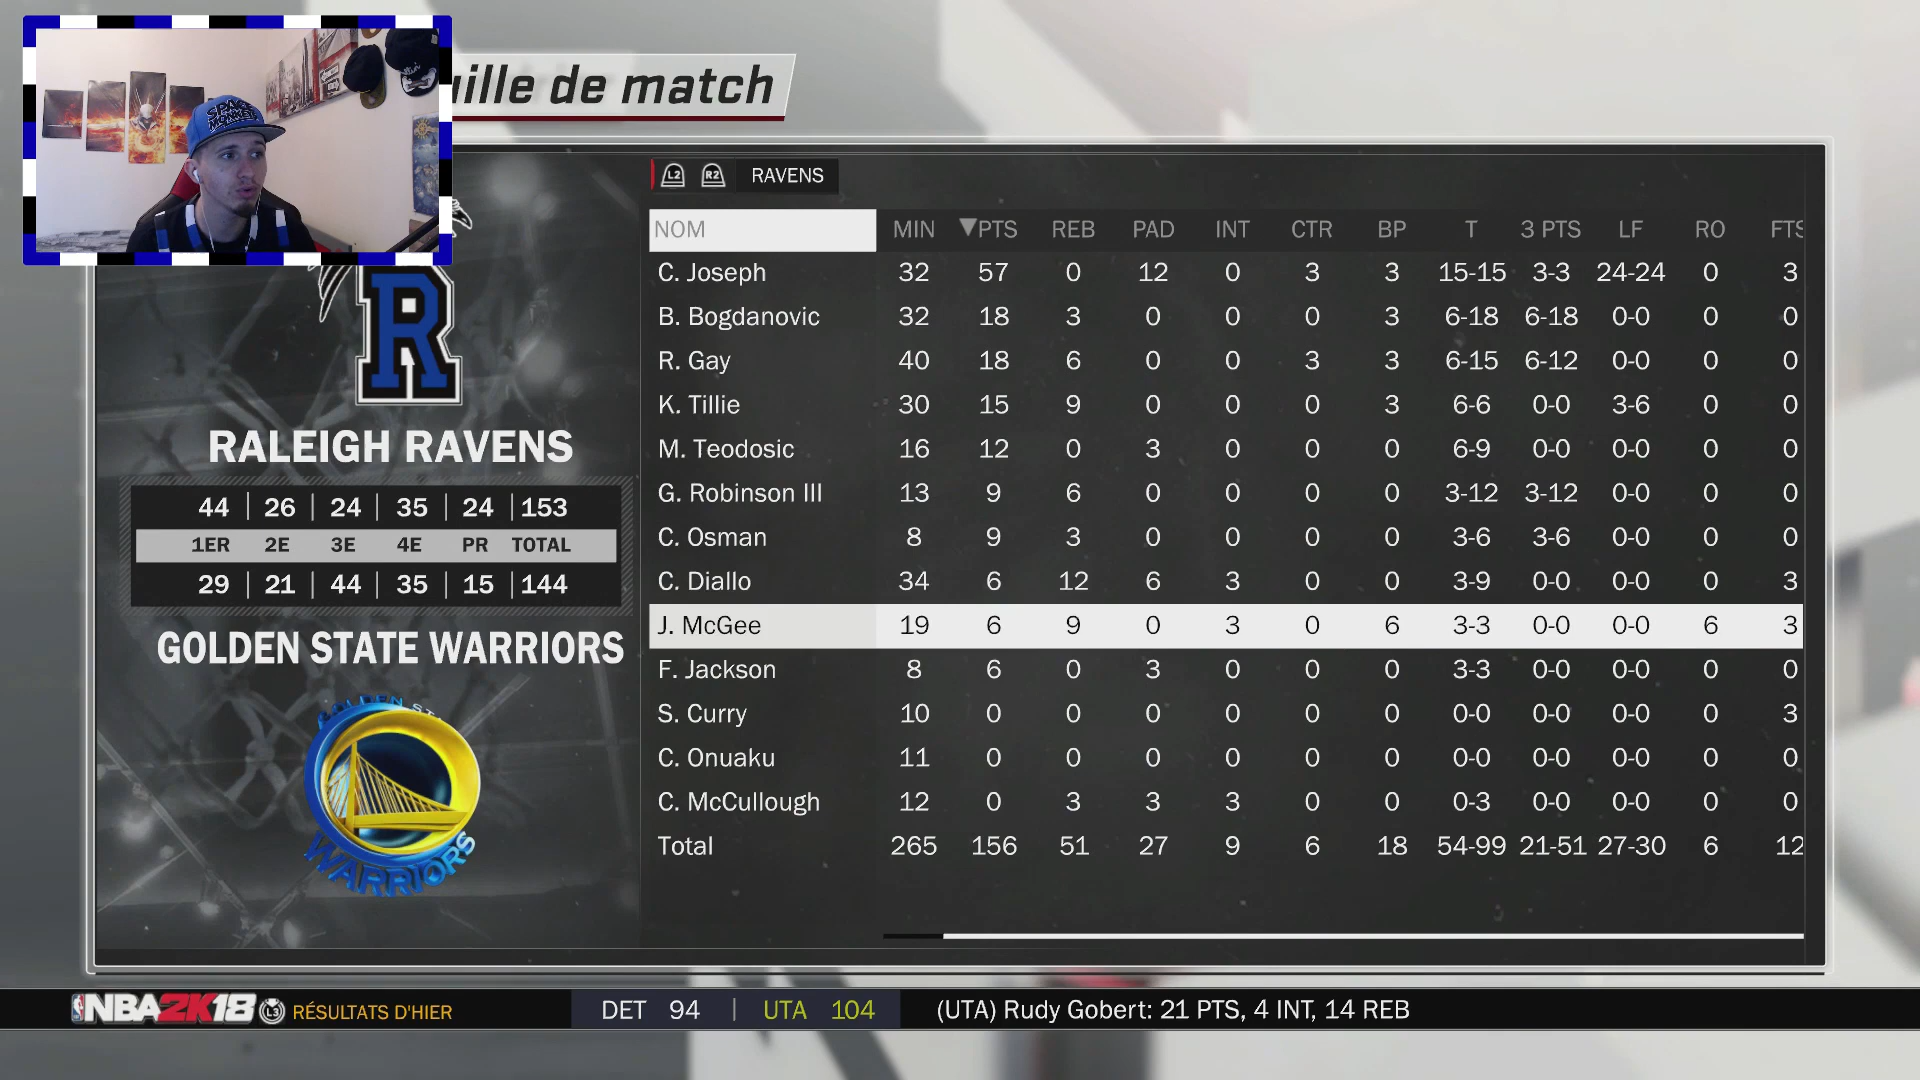 SPACE
MONKEY
uille de match
L2 R2 RAVENS
NOM MIN PTS REB PAD INT CTR BP T 3 PTS LF RO FTS
C. Joseph 32 57 0 12 0 3 3 15-15 3-3 24-24 0 3
B. Bogdanovic 32 18 3 0 0 0 3 6-18 6-18 0-0 0 0
R. Gay 40 18 6 0 0 3 3 6-15 6-12 0-0 0 0
K. Tillie 30 15 9 0 0 0 3 6-6 0-0 3-6 0 0
M. Teodosic 16 12 0 3 0 0 0 6-9 0-0 0-0 0 0
G. Robinson III 13 9 6 0 0 0 0 3-12 3-12 0-0 0 0
C. Osman 8 9 3 0 0 0 0 3-6 3-6 0-0 0 0
C. Diallo 34 6 12 6 3 0 0 3-9 0-0 0-0 0 3
J. McGee 19 6 9 0 3 0 6 3-3 0-0 0-0 6 3
F. Jackson 8 6 0 3 0 0 0 3-3 0-0 0-0 0 0
S. Curry 10 0 0 0 0 0 0 0-0 0-0 0-0 0 3
C. Onuaku 11 0 0 0 0 0 0 0-0 0-0 0-0 0 0
C. McCullough 12 0 3 3 3 0 0 0-3 0-0 0-0 0 0
Total 265 156 51 27 9 6 18 54-99 21-51 27-30 6 12
R
RALEIGH RAVENS
44 | 26 | 24 | 35 | 24 | 153
1ER 2E 3E 4E PR TOTAL
29 | 21 | 44 | 35 | 15 | 144
GOLDEN STATE WARRIORS
GOLDEN ST
WARRIORS
NBA 2K18 L3 RÉSULTATS D'HIER DET 94 | UTA 104 (UTA) Rudy Gobert: 21 PTS, 4 INT, 14 REB